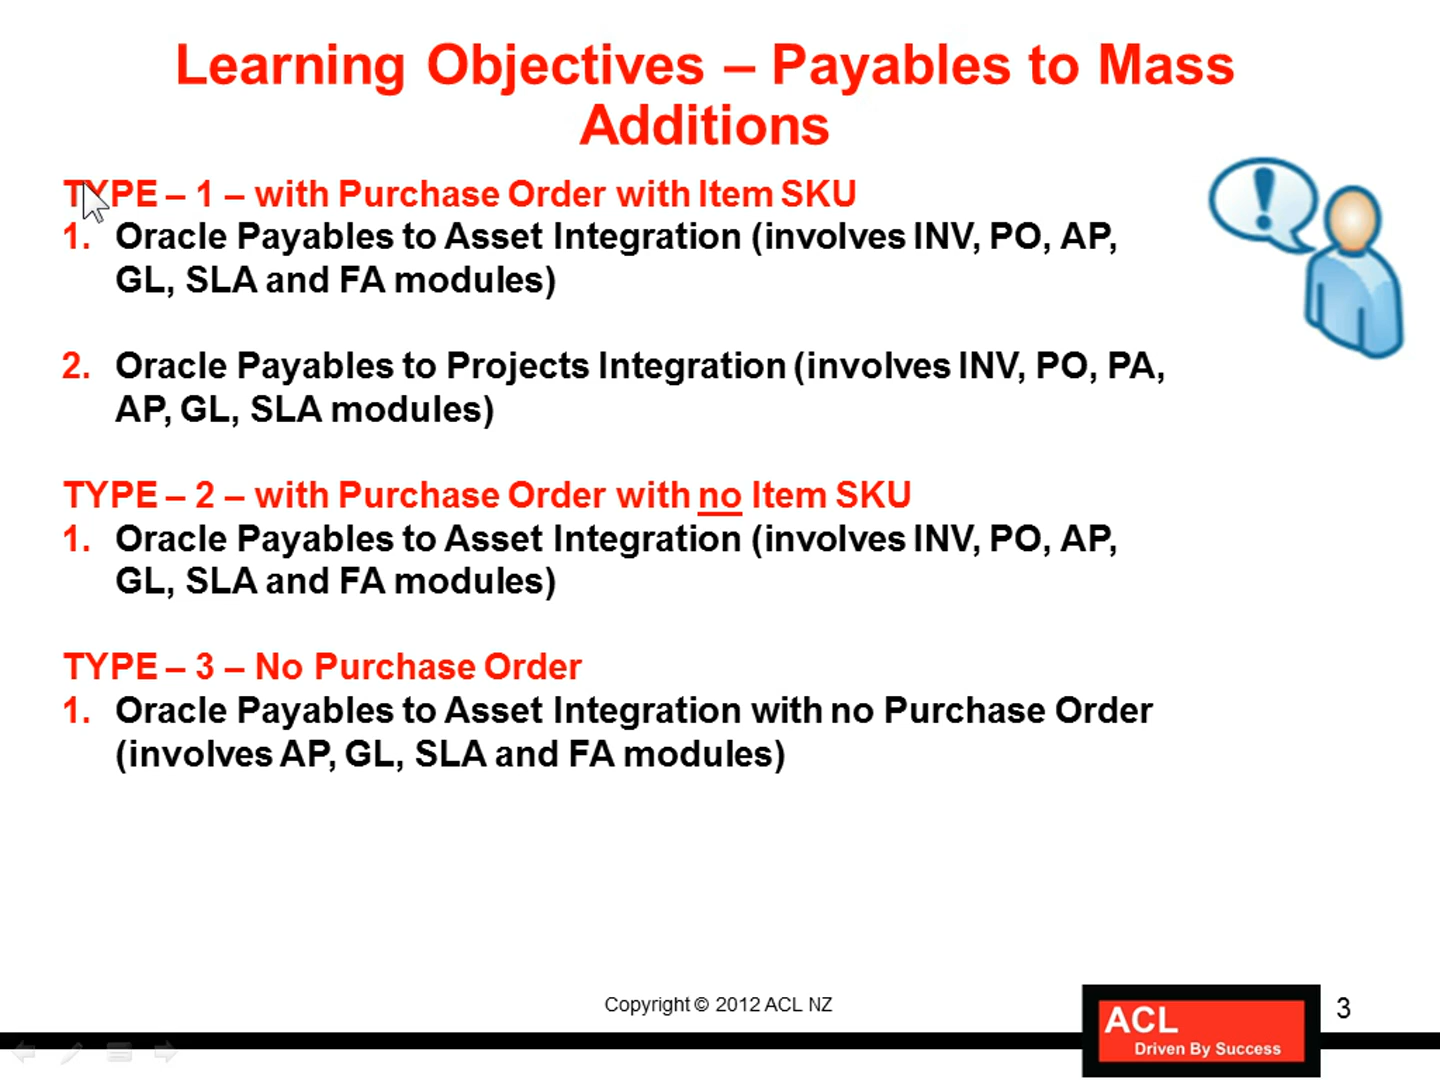 Learning Objectives – Payables to Mass
Additions
TYPE – 1 – with Purchase Order with Item SKU
1. Oracle Payables to Asset Integration (involves INV, PO, AP,
GL, SLA and FA modules)
2. Oracle Payables to Projects Integration (involves INV, PO, PA,
AP, GL, SLA modules)
TYPE – 2 – with Purchase Order with no Item SKU
1. Oracle Payables to Asset Integration (involves INV, PO, AP,
GL, SLA and FA modules)
TYPE – 3 – No Purchase Order
1. Oracle Payables to Asset Integration with no Purchase Order
(involves AP, GL, SLA and FA modules)
Copyright © 2012 ACL NZ
ACL
Driven By Success
3